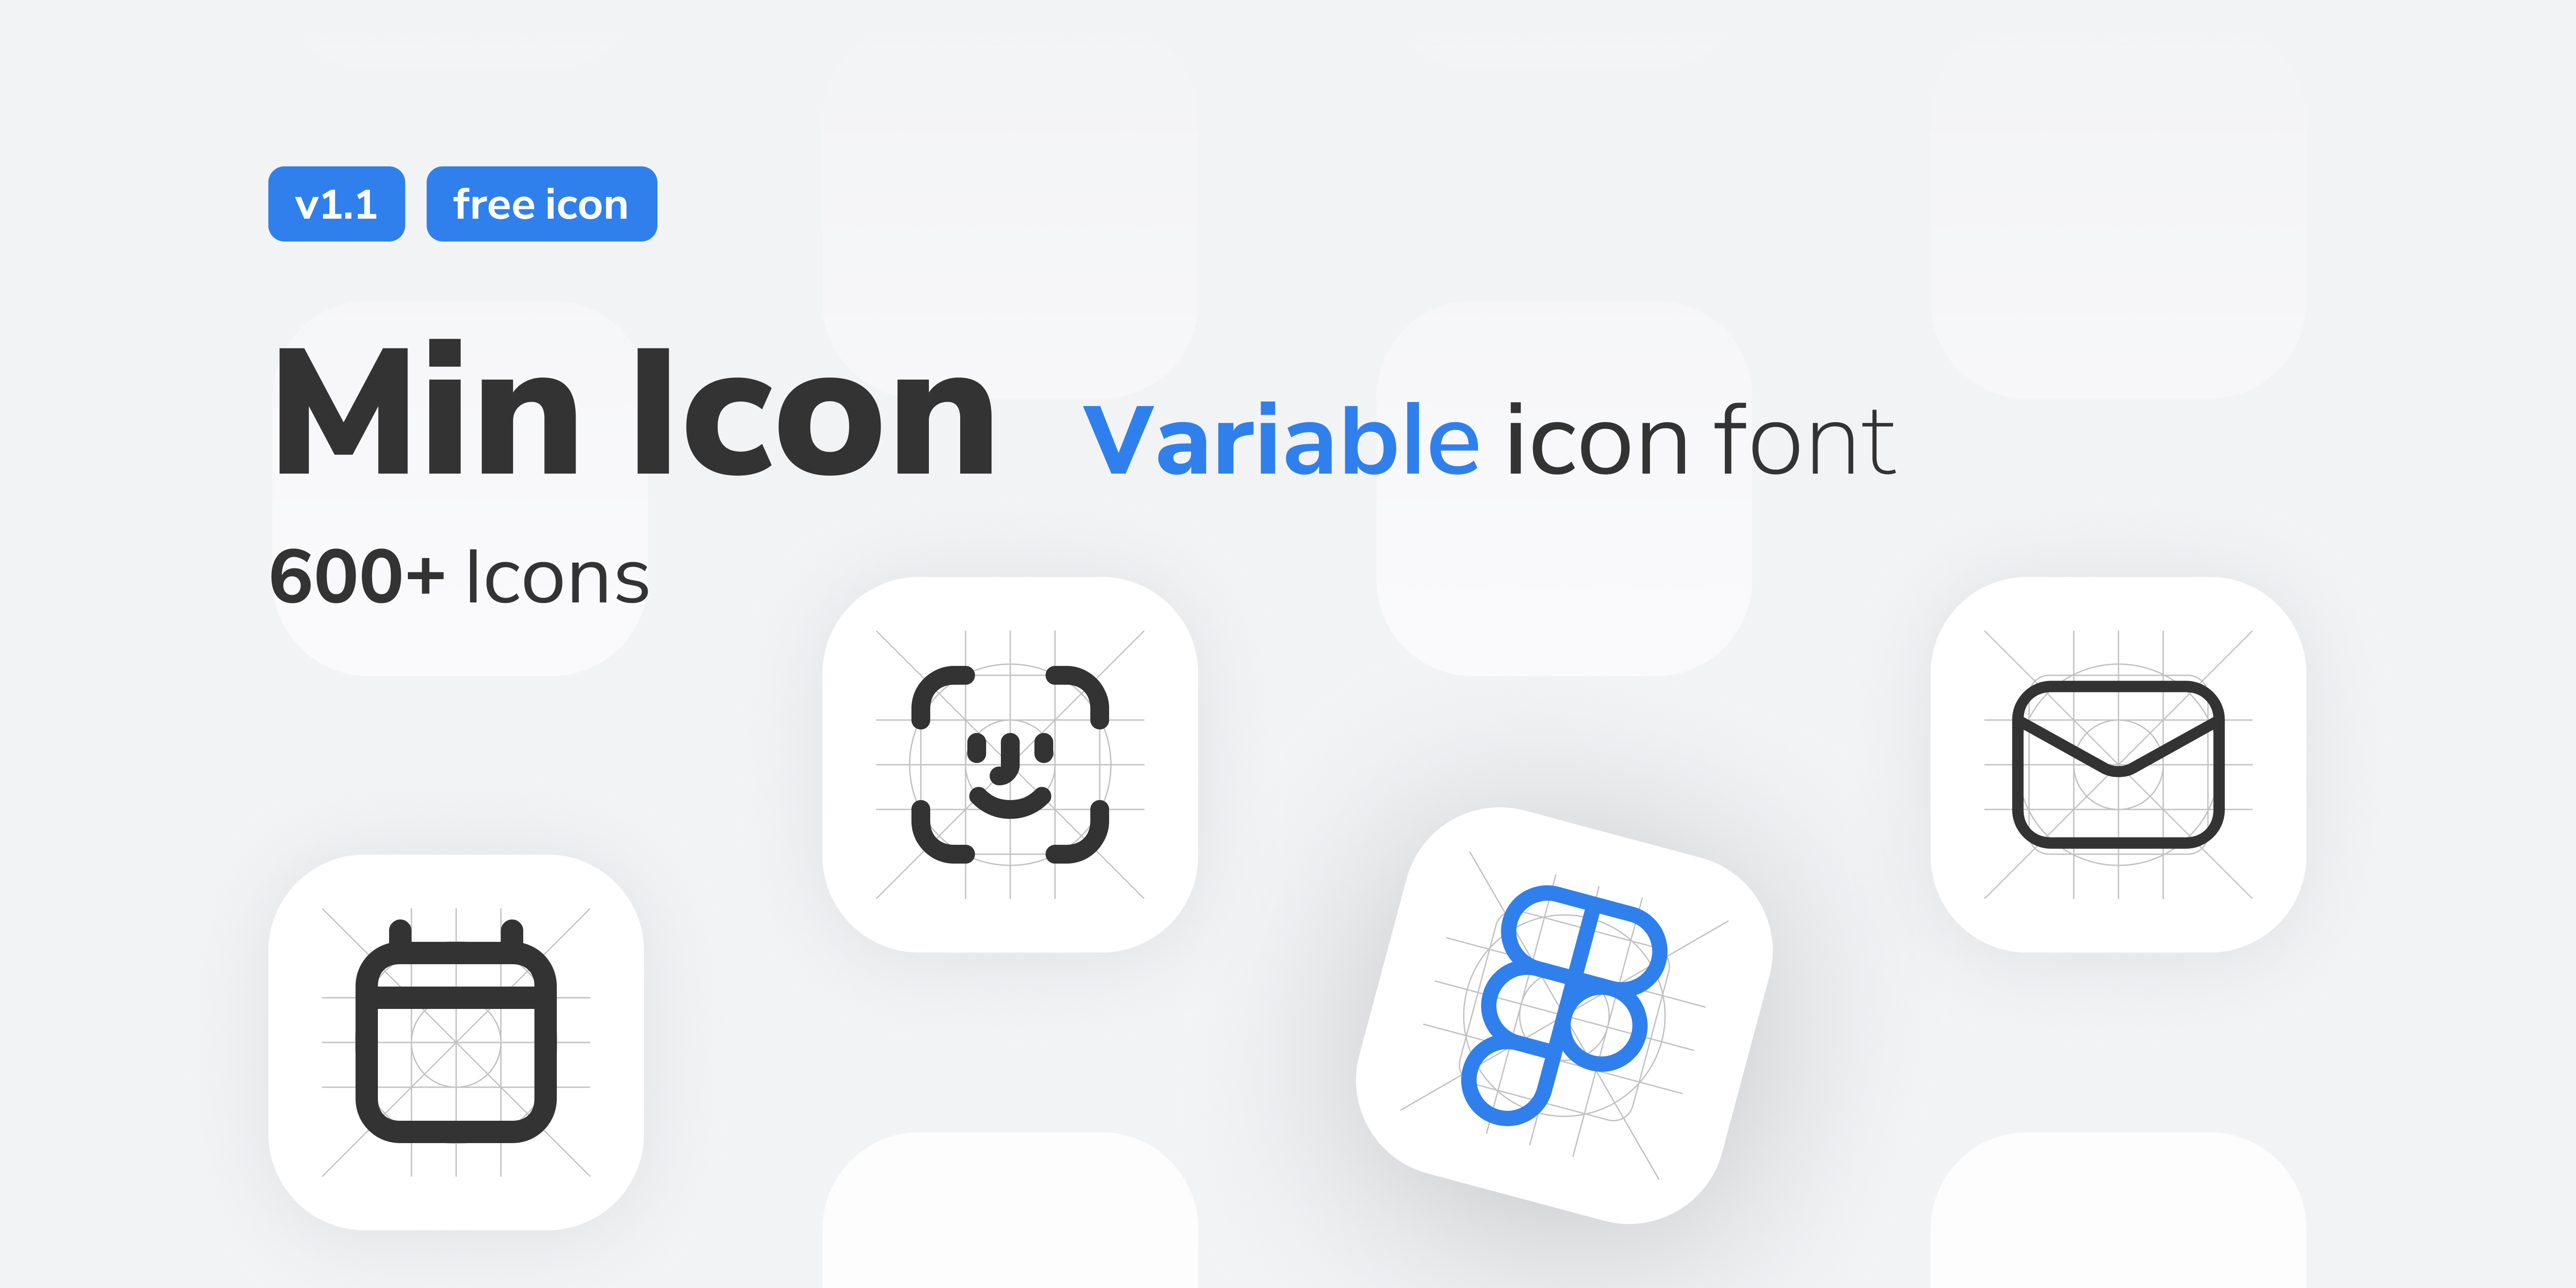 v1.1
free icon
Min Icon
Variable icon font
600+ Icons